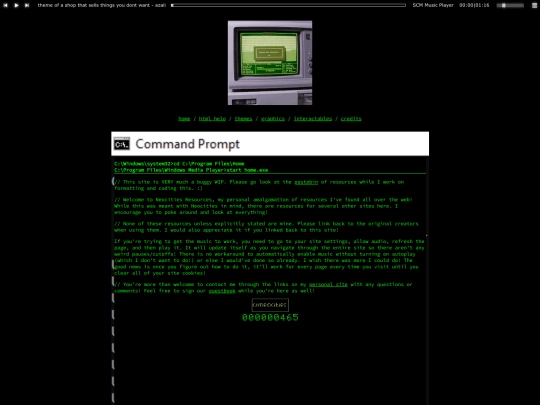 theme of a shop that sells things you dont want - azali
SCM Music Player 00:00|01:16
home / html help / themes / graphics / interactables / credits
Command Prompt
C:\Windows\system32>cd C:\Program Files\Home
C:\Program Files\Windows Media Player>start home.exe
// This site is VERY much a buggy WIP. Please go look at the pastebin of resources while I work on
formatting and coding this. :)
// Welcome to Neocities Resources, my personal amalgamation of resources I've found all over the web!
While this was meant with Neocities in mind, there are resources for several other sites here. I
encourage you to poke around and look at everything!
// None of these resources unless explicitly stated are mine. Please link back to the original creators
when using them. I would also appreciate it if you linked back to this site!
If you're trying to get the music to work, you need to go to your site settings, allow audio, refresh the
page, and then play it. It will update itself as you navigate through the entire site so there aren't any
weird pauses/cutoffs! There is no workaround to automatically enable music without turning on autoplay
(which I don't want to do!) or else I would've done so already. I wish there was more I could do! The
good news is once you figure out how to do it, it'll work for every page every time you visit until you
clear all of your site cookies!
// You're more than welcome to contact me through the links on my personal site with any questions or
comments! Feel free to sign our guestbook while you're here as well!
000000465